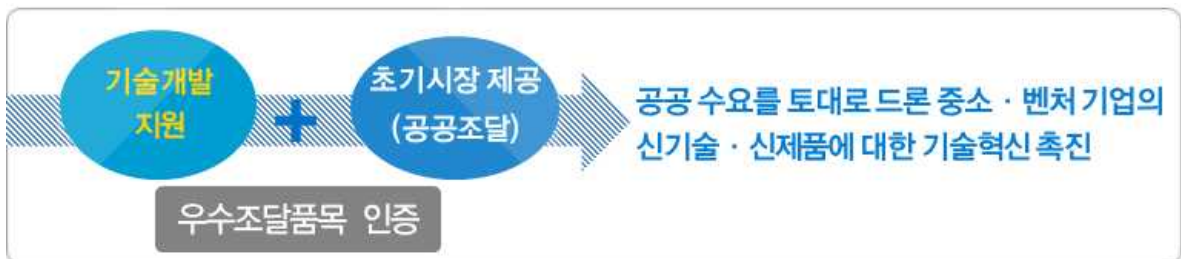 기술개발
지원
+
초기시장 제공
(공공조달)
공공 수요를 토대로 드론 중소 · 벤처 기업의
신기술 · 신제품에 대한 기술혁신 촉진
우수조달품목 인증